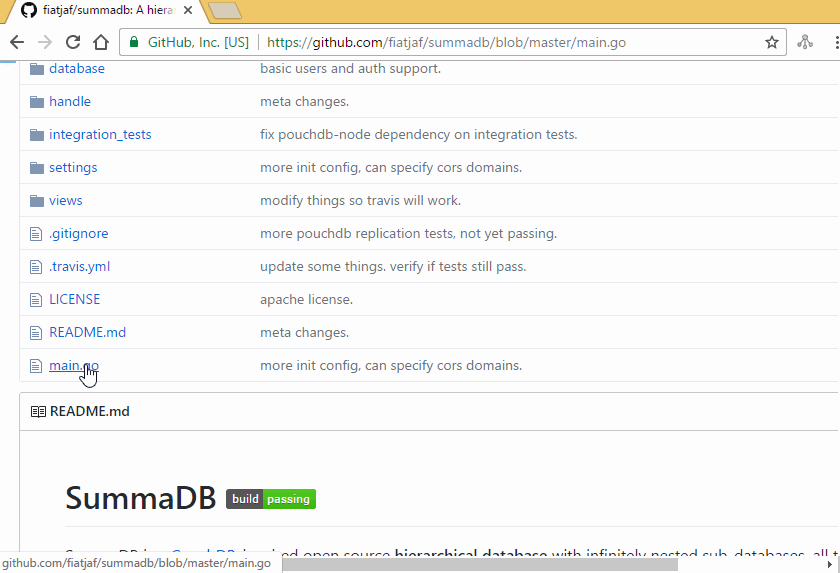 fiatjaf/summadb: A hiera
GitHub, Inc. [US] https://github.com/fiatjaf/summadb/blob/master/main.go
database basic users and auth support.
handle meta changes.
integration_tests fix pouchdb-node dependency on integration tests.
settings more init config, can specify cors domains.
views modify things so travis will work.
.gitignore more pouchdb replication tests, not yet passing.
.travis.yml update some things. verify if tests still pass.
LICENSE apache license.
README.md meta changes.
main.go more init config, can specify cors domains.
README.md
SummaDB build passing
hierarchical database with infinitely nested sub-databases, all
github.com/fiatjaf/summadb/blob/master/main.go